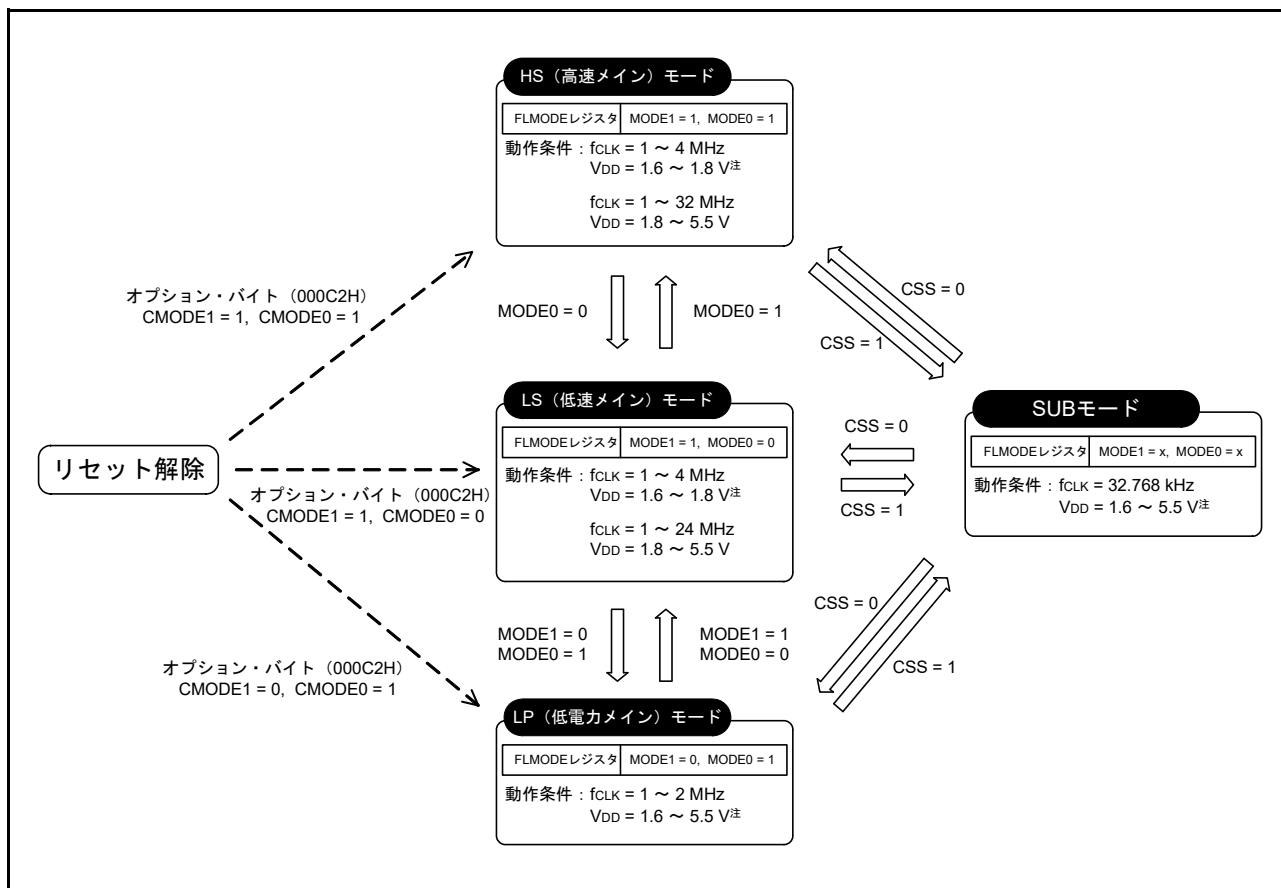 HS（高速メイン）モード
FLMODEレジスタ MODE1 = 1, MODE0 = 1
動作条件：fCLK = 1 ～ 4 MHz
VDD = 1.6 ～ 1.8 V注
fCLK = 1 ～ 32 MHz
VDD = 1.8 ～ 5.5 V
オプション・バイト（000C2H）
CMODE1 = 1, CMODE0 = 1
MODE0 = 0
MODE0 = 1
CSS = 0
CSS = 1
LS（低速メイン）モード
FLMODEレジスタ MODE1 = 1, MODE0 = 0
動作条件：fCLK = 1 ～ 4 MHz
VDD = 1.6 ～ 1.8 V注
fCLK = 1 ～ 24 MHz
VDD = 1.8 ～ 5.5 V
リセット解除
オプション・バイト（000C2H）
CMODE1 = 1, CMODE0 = 0
CSS = 0
CSS = 1
SUBモード
FLMODEレジスタ MODE1 = x, MODE0 = x
動作条件：fCLK = 32.768 kHz
VDD = 1.6 ～ 5.5 V注
MODE1 = 0
MODE0 = 1
MODE1 = 1
MODE0 = 0
CSS = 0
CSS = 1
オプション・バイト（000C2H）
CMODE1 = 0, CMODE0 = 1
LP（低電力メイン）モード
FLMODEレジスタ MODE1 = 0, MODE0 = 1
動作条件：fCLK = 1 ～ 2 MHz
VDD = 1.6 ～ 5.5 V注